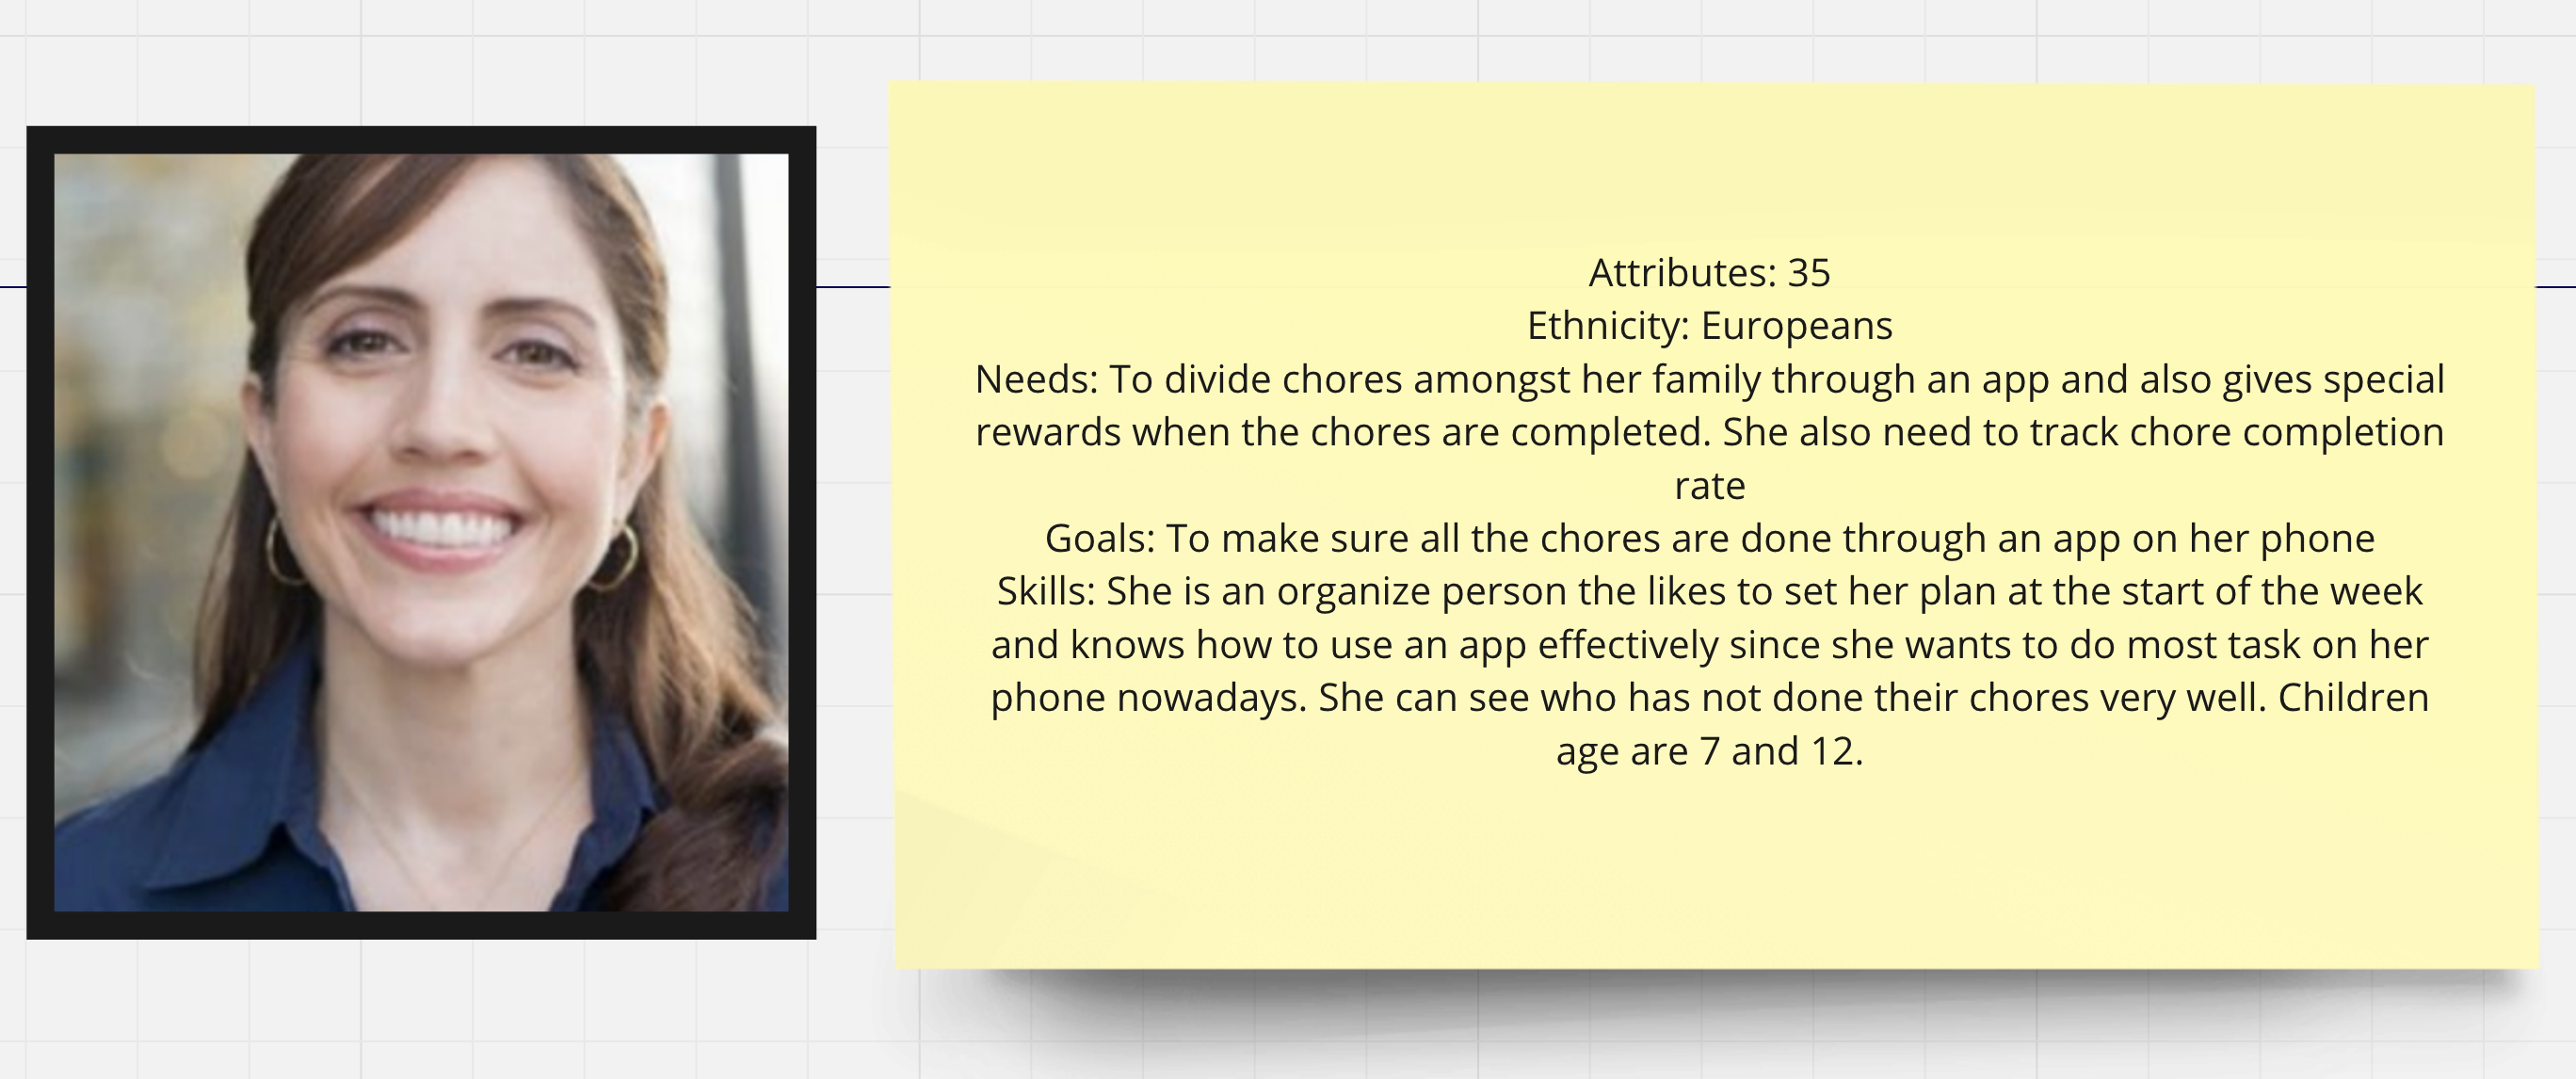 Attributes: 35
Ethnicity: Europeans
Needs: To divide chores amongst her family through an app and also gives special
rewards when the chores are completed. She also need to track chore completion
rate
Goals: To make sure all the chores are done through an app on her phone
Skills: She is an organize person the likes to set her plan at the start of the week
and knows how to use an app effectively since she wants to do most task on her
phone nowadays. She can see who has not done their chores very well. Children
age are 7 and 12.